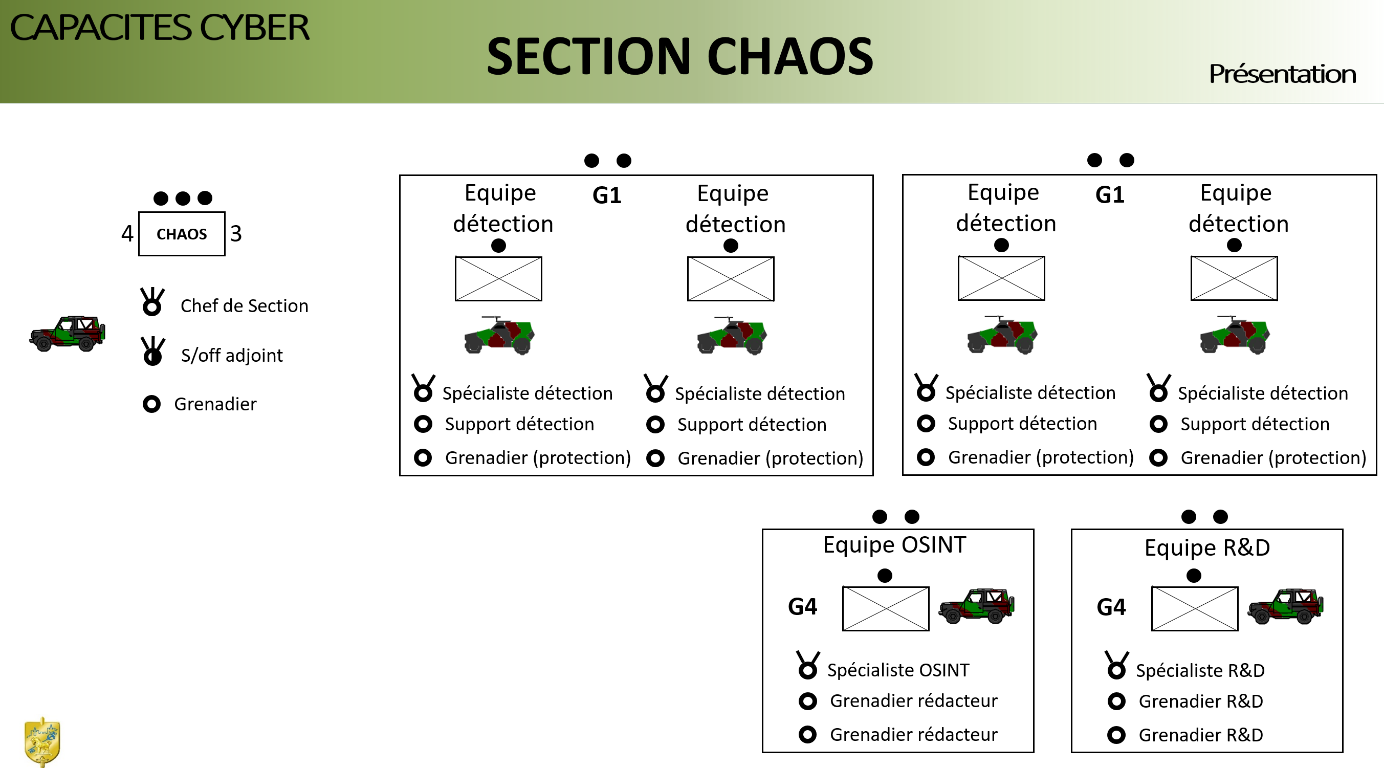 CAPACITES CYBER
SECTION CHAOS
Présentation
4 CHAOS 3
Chef de Section
S/off adjoint
Grenadier
G1
Equipe détection
Equipe détection
Spécialiste détection
Support détection
Grenadier (protection)
Spécialiste détection
Support détection
Grenadier (protection)
G1
Equipe détection
Equipe détection
Spécialiste détection
Support détection
Grenadier (protection)
Spécialiste détection
Support détection
Grenadier (protection)
Equipe OSINT
G4
Spécialiste OSINT
Grenadier rédacteur
Grenadier rédacteur
Equipe R&D
G4
Spécialiste R&D
Grenadier R&D
Grenadier R&D